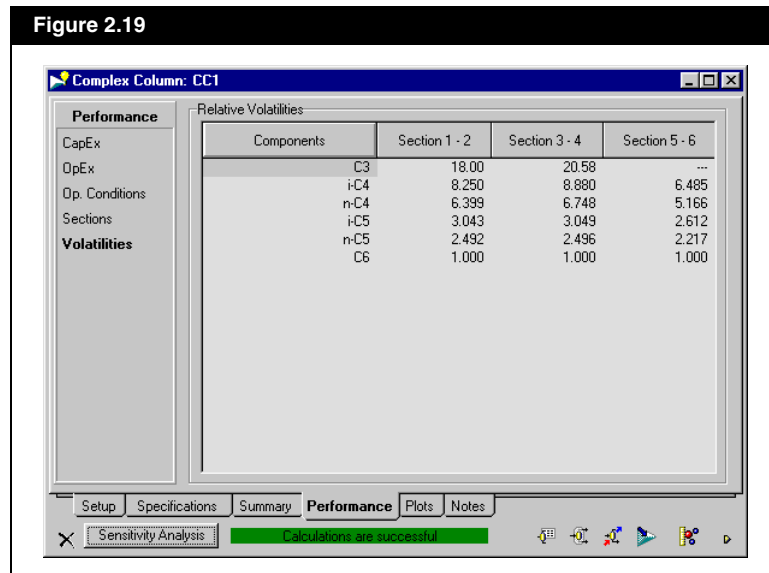 Figure 2.19
Complex Column: CC1
Performance
CapEx
OpEx
Op. Conditions
Sections
Volatilities
Relative Volatilities
Components Section 1 - 2 Section 3 - 4 Section 5 - 6
C3 18.00 20.58 ---
i-C4 8.250 8.880 6.485
n-C4 6.399 6.748 5.166
i-C5 3.043 3.049 2.612
n-C5 2.492 2.496 2.217
C6 1.000 1.000 1.000
Setup Specifications Summary Performance Plots Notes
Sensitivity Analysis Calculations are successful